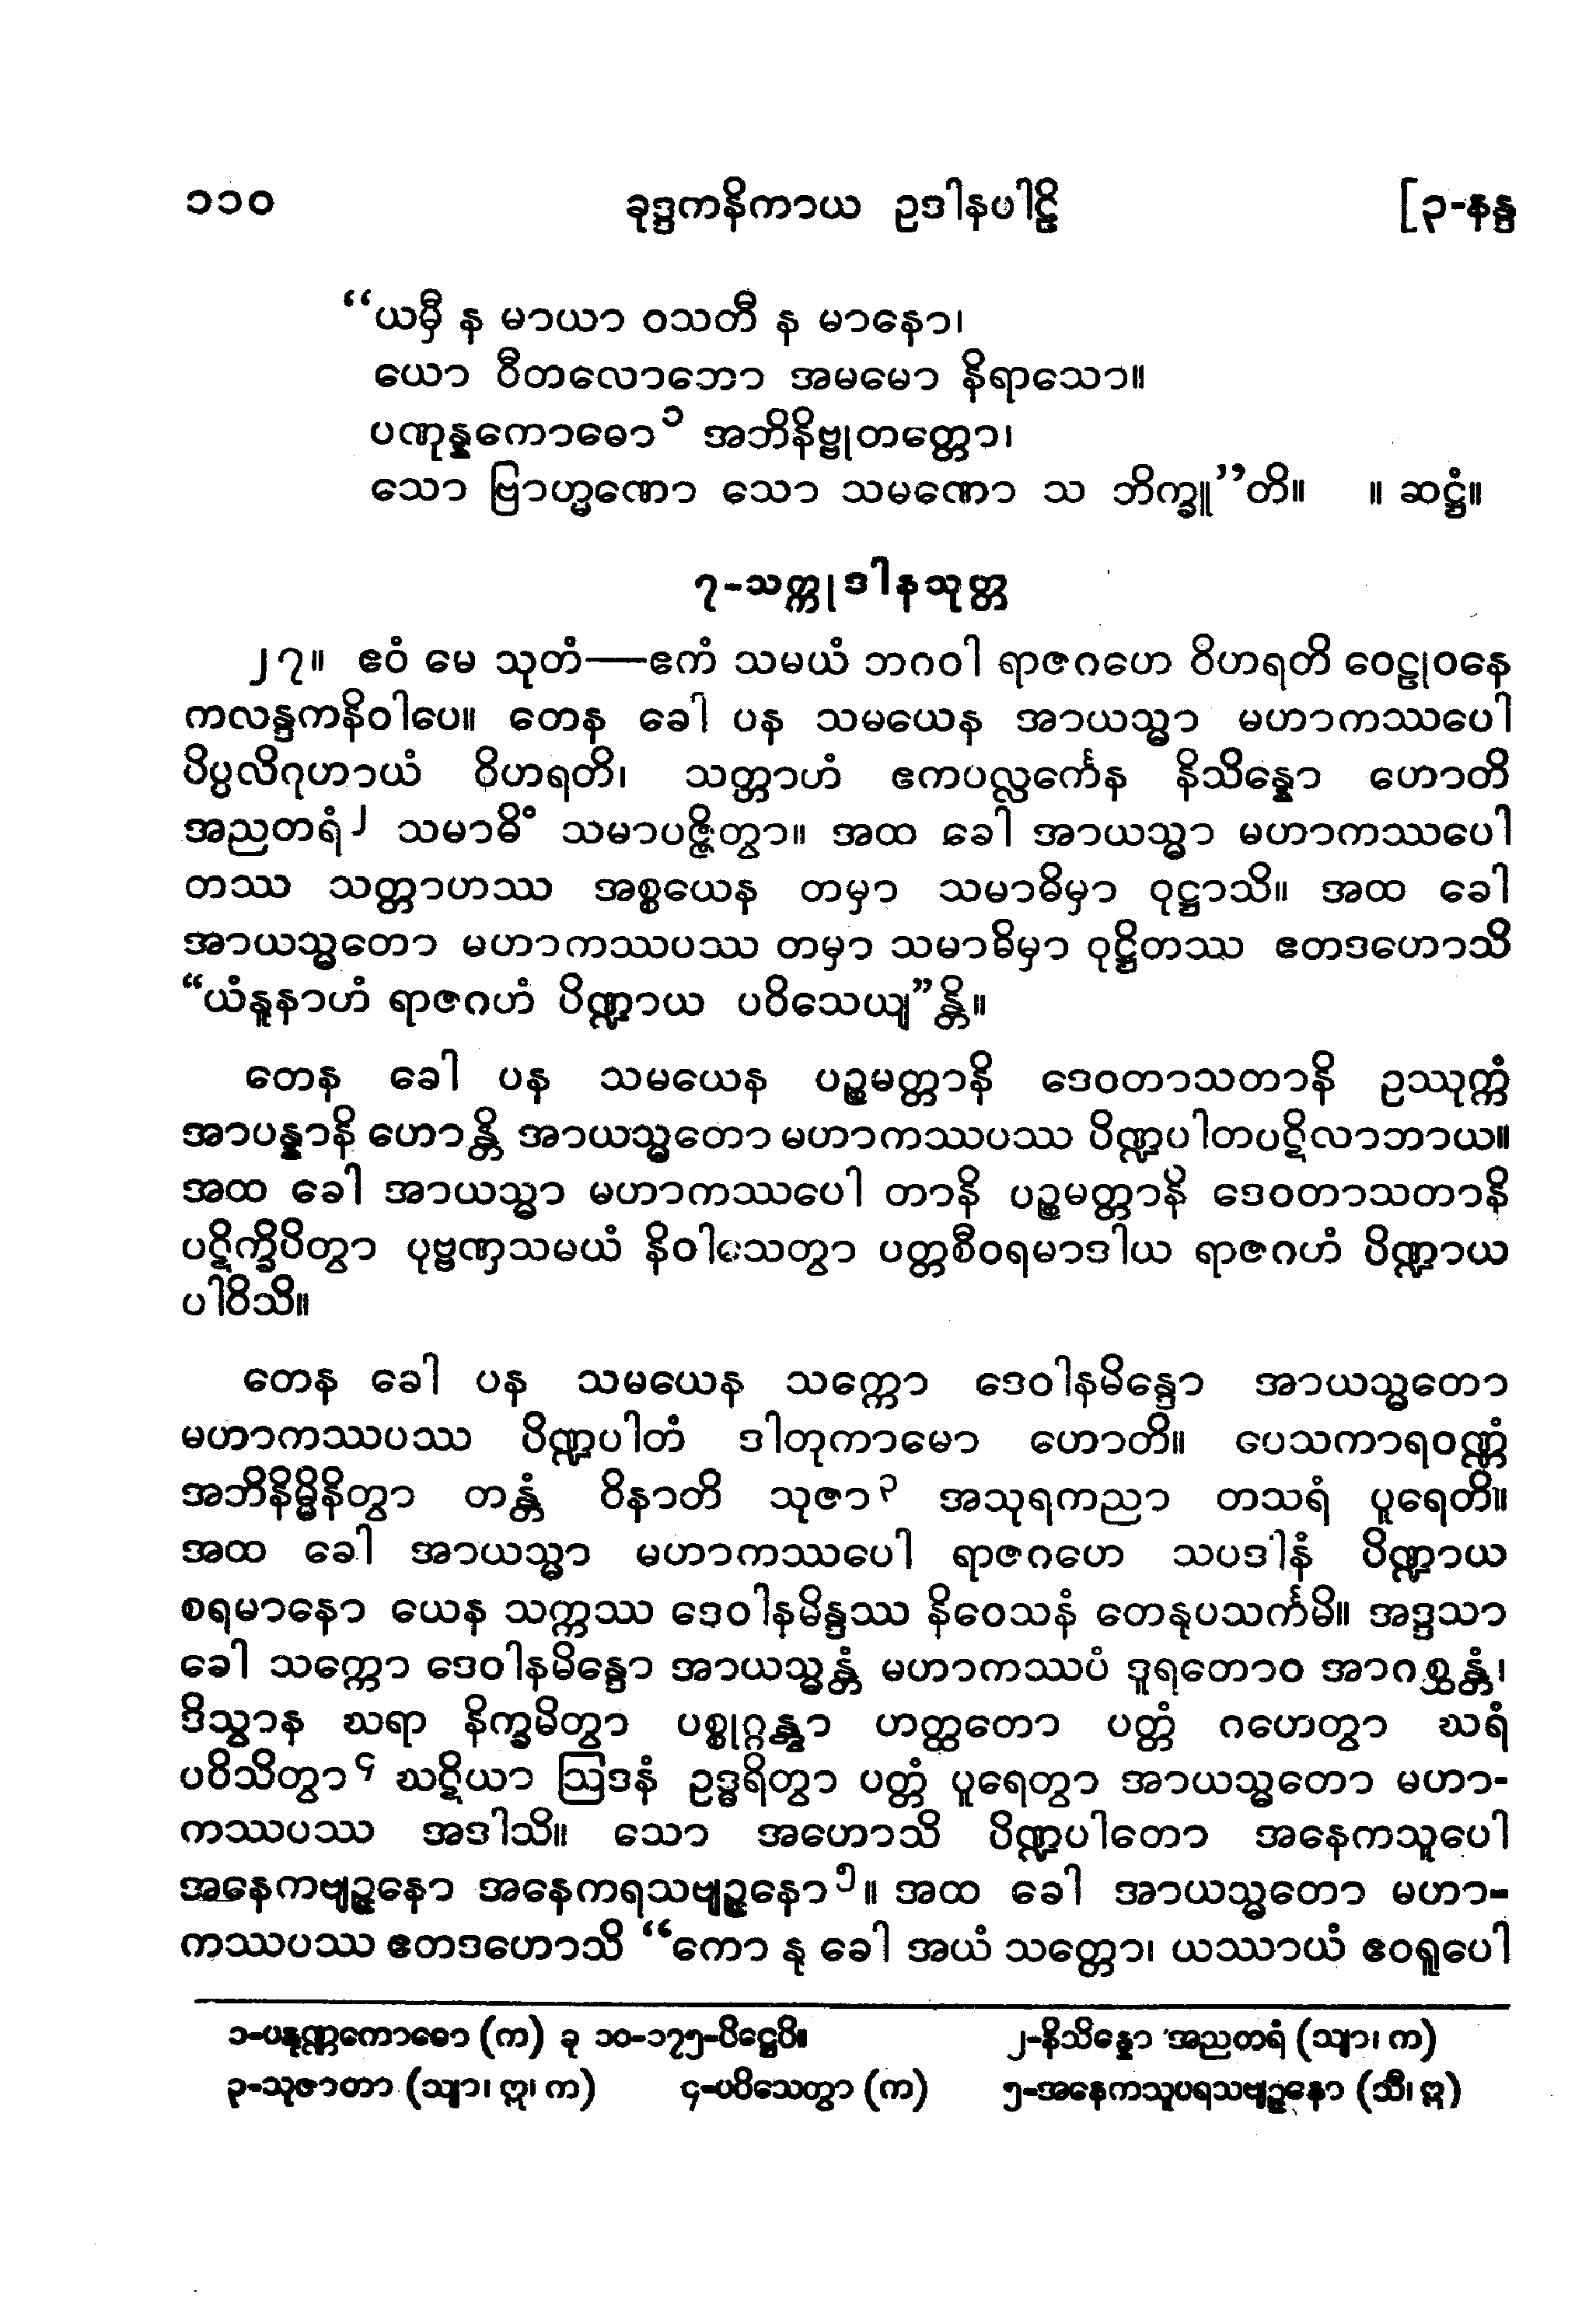 ၁၁၀ ခုဒ္ဒကနိကာယ ဥဒါနပါဠိ [၃-နန္ဒ
“ယမှီ န မာယာ ဝသတီ န မာနော၊
ယော ဝီတလောဘော အမမော နိရာသော။
ပဏုန္နကောဓော၁ အဘိနိဗ္ဗုတတ္တော၊
သော ဗြာဟ္မဏော သော သမဏော သ ဘိက္ခူ”တိ။ ။ ဆဋ္ဌံ။
၇-သက္ကုဒါနသုတ္တ
၂၇။ ဧဝံ မေ သုတံ—ဧကံ သမယံ ဘဂဝါ ရာဇဂဟေ ဝိဟရတိ ဝေဠုဝနေ
ကလန္ဒကနိဝါပေ။ တေန ခေါ ပန သမယေန အာယသ္မာ မဟာကဿပေါ
ပိပ္ပလိဂုဟာယံ ဝိဟရတိ၊ သတ္တာဟံ ဧကပလ္လင်္ကေန နိသိန္နော ဟောတိ
အညတရံ၂ သမာဓိံ သမာပဇ္ဇိတွာ။ အထ ခေါ အာယသ္မာ မဟာကဿပေါ
တဿ သတ္တာဟဿ အစ္စယေန တမှာ သမာဓိမှာ ဝုဋ္ဌာသိ။ အထ ခေါ
အာယသ္မတော မဟာကဿပဿ တမှာ သမာဓိမှာ ဝုဋ္ဌိတဿ ဧတဒဟောသိ
“ယံနူနာဟံ ရာဇဂဟံ ပိဏ္ဍာယ ပဝိသေယျ”န္တိ။
တေန ခေါ ပန သမယေန ပဉ္စမတ္တာနိ ဒေဝတာသတာနိ ဥဿုက္ကံ
အာပန္နာနိ ဟောန္တိ အာယသ္မတော မဟာကဿပဿ ပိဏ္ဍပါတပဋိလာဘာယ။
အထ ခေါ အာယသ္မာ မဟာကဿပေါ တာနိ ပဉ္စမတ္တာနိ ဒေဝတာသတာနိ
ပဋိက္ခိပိတွာ ပုဗ္ဗဏှသမယံ နိဝါသေတွာ ပတ္တစီဝရမာဒါယ ရာဇဂဟံ ပိဏ္ဍာယ
ပါဝိသိ။
တေန ခေါ ပန သမယေန သက္ကော ဒေဝါနမိန္ဒော အာယသ္မတော
မဟာကဿပဿ ပိဏ္ဍပါတံ ဒါတုကာမော ဟောတိ။ ပေသကာရဝဏ္ဏံ
အဘိနိမ္မိနိတွာ တန္တံ ဝိနာတိ သုဇာ၃ အသုရကညာ တသရံ ပူရေတိ။
အထ ခေါ အာယသ္မာ မဟာကဿပေါ ရာဇဂဟေ သပဒါနံ ပိဏ္ဍာယ
စရမာနော ယေန သက္ကဿ ဒေဝါနမိန္ဒဿ နိဝေသနံ တေနုပသင်္ကမိ။ အဒ္ဒသာ
ခေါ သက္ကော ဒေဝါနမိန္ဒော အာယသ္မန္တံ မဟာကဿပံ ဒူရတောဝ အာဂစ္ဆန္တံ၊
ဒိသွာန ဃရာ နိက္ခမိတွာ ပစ္စုဂ္ဂန္တွာ ဟတ္ထတော ပတ္တံ ဂဟေတွာ ဃရံ
ပဝိသိတွာ၄ ဃဋိယာ ဩဒနံ ဥဒ္ဓရိတွာ ပတ္တံ ပူရေတွာ အာယသ္မတော မဟာ-
ကဿပဿ အဒါသိ။ သော အဟောသိ ပိဏ္ဍပါတော အနေကသူပေါ
အနေကဗျဉ္ဇနော အနေကရသဗျဉ္ဇနော၅။ အထ ခေါ အာယသ္မတော မဟာ-
ကဿပဿ ဧတဒဟောသိ “ကော နု ခေါ အယံ သတ္တော၊ ယဿာယံ ဧဝရူပေါ
၁-ပနုဏ္ဏကောဓော (က) ခု ၁၀-၁၇၅-ပိဋ္ဌေပိ။ ၂-နိသိန္နော အညတရံ (သျာ၊ က)
၃-သုဇာတာ (သျာ၊ ဣ၊ က) ၄-ပဝိသေတွာ (က) ၅-အနေကသူပရသဗျဉ္ဇနော (သီ၊ ဣ)